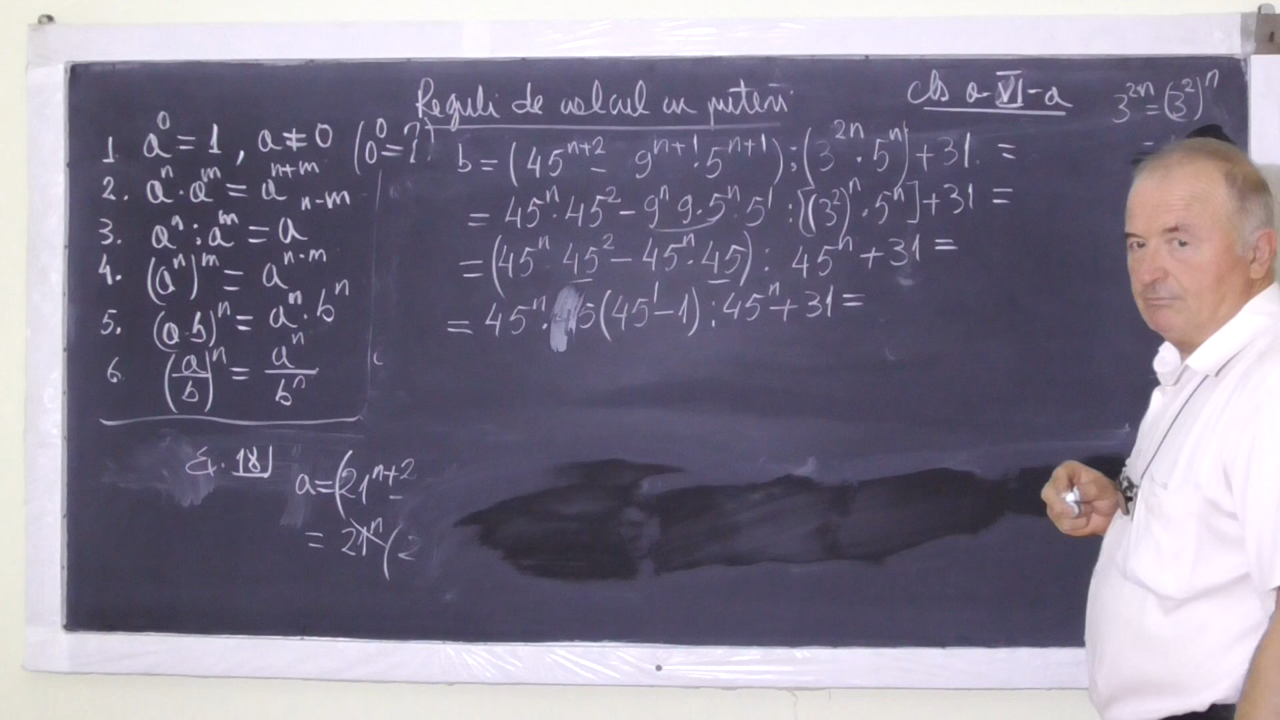 Reguli de calcul cu puteri
cls a-VI-a
3^{2n} = (3^2)^n
=
1. a^0 = 1, a ≠ 0 (0^0 = ?)
2. a^n · a^m = a^{n+m}
3. a^n : a^m = a^{n-m}
4. (a^n)^m = a^{n·m}
5. (a·b)^n = a^n · b^n
6. (a/b)^n = a^n/b^n
b = (45^{n+2} - 9^{n+1} · 5^{n+1}) : (3^{2n} · 5^n) + 31 =
= 45^n · 45^2 - 9^n · 9 · 5^n · 5^1 : [(3^2)^n · 5^n] + 31 =
= (45^n · 45^2 - 45^n · 45) : 45^n + 31 =
= 45^n · 45(45^1 - 1) : 45^n + 31 =
Ex. 18
a = (21^{n+2}
= 21^n (2